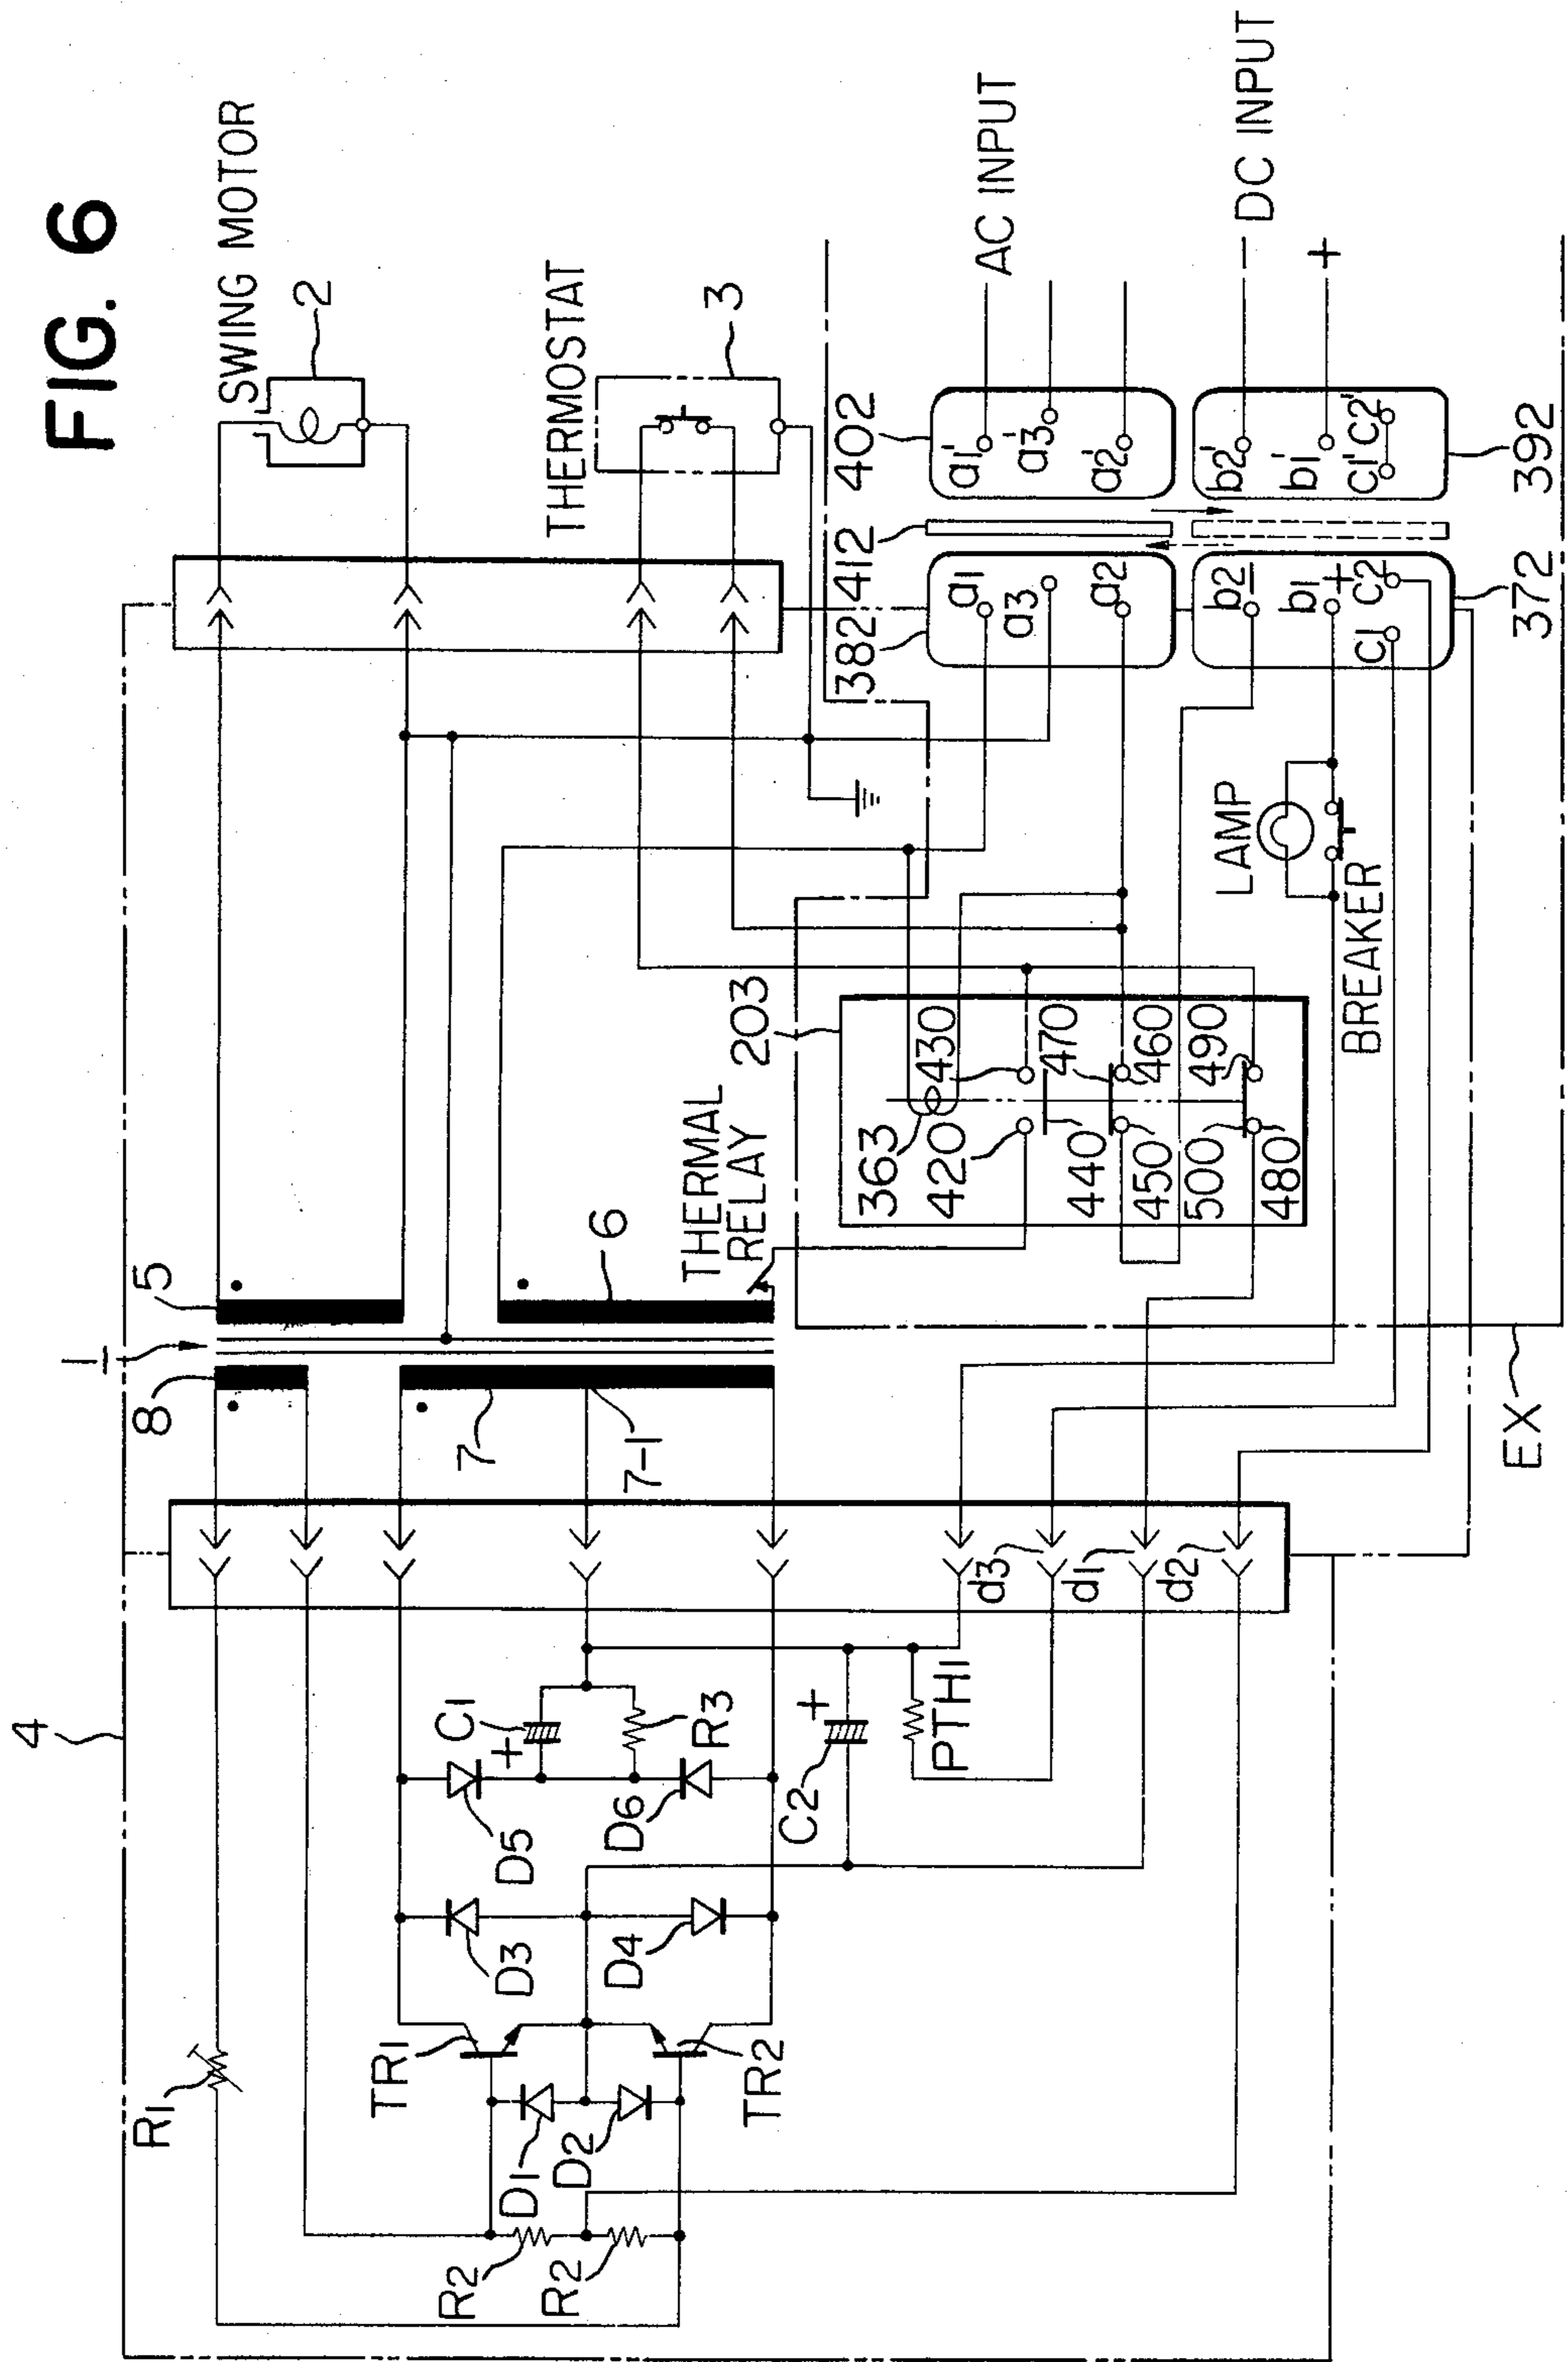 FIG. 6
SWING MOTOR
2
THERMOSTAT
3
AC INPUT
DC INPUT
−
+
402
a1'
a3'
a2'
b2'
b1'
c1'
c2'
392
412
382
a1
a3
a2
b2
−
b1
+
c1
c2
372
LAMP
BREAKER
203
363
430
420
470
440
460
450
490
500
480
THERMAL
RELAY
5
6
1
8
7
7-1
EX
d3
d1
d2
4
C1
+
R3
D5
D6
C2
+
PTH1
D3
D4
R1
TR1
TR2
D1
D2
R2
R2